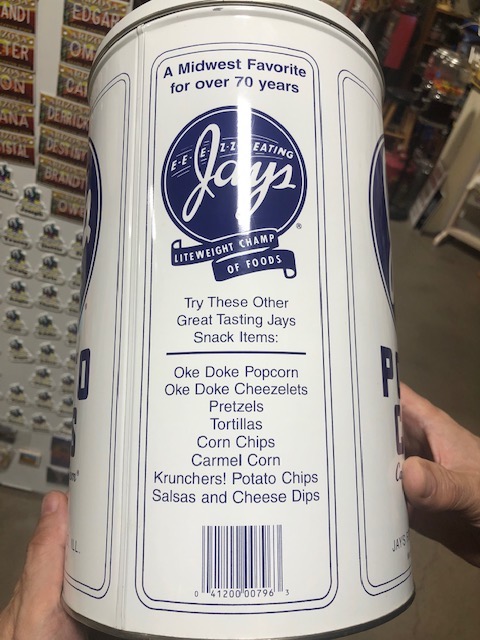 EDGAR
DERRICK
A Midwest Favorite
for over 70 years
E-E-E-Z-Z EATING
Jays
®
LITEWEIGHT CHAMP
OF FOODS
Try These Other
Great Tasting Jays
Snack Items:
Oke Doke Popcorn
Oke Doke Cheezelets
Pretzels
Tortillas
Corn Chips
Carmel Corn
Krunchers! Potato Chips
Salsas and Cheese Dips
0 41200 00796 3